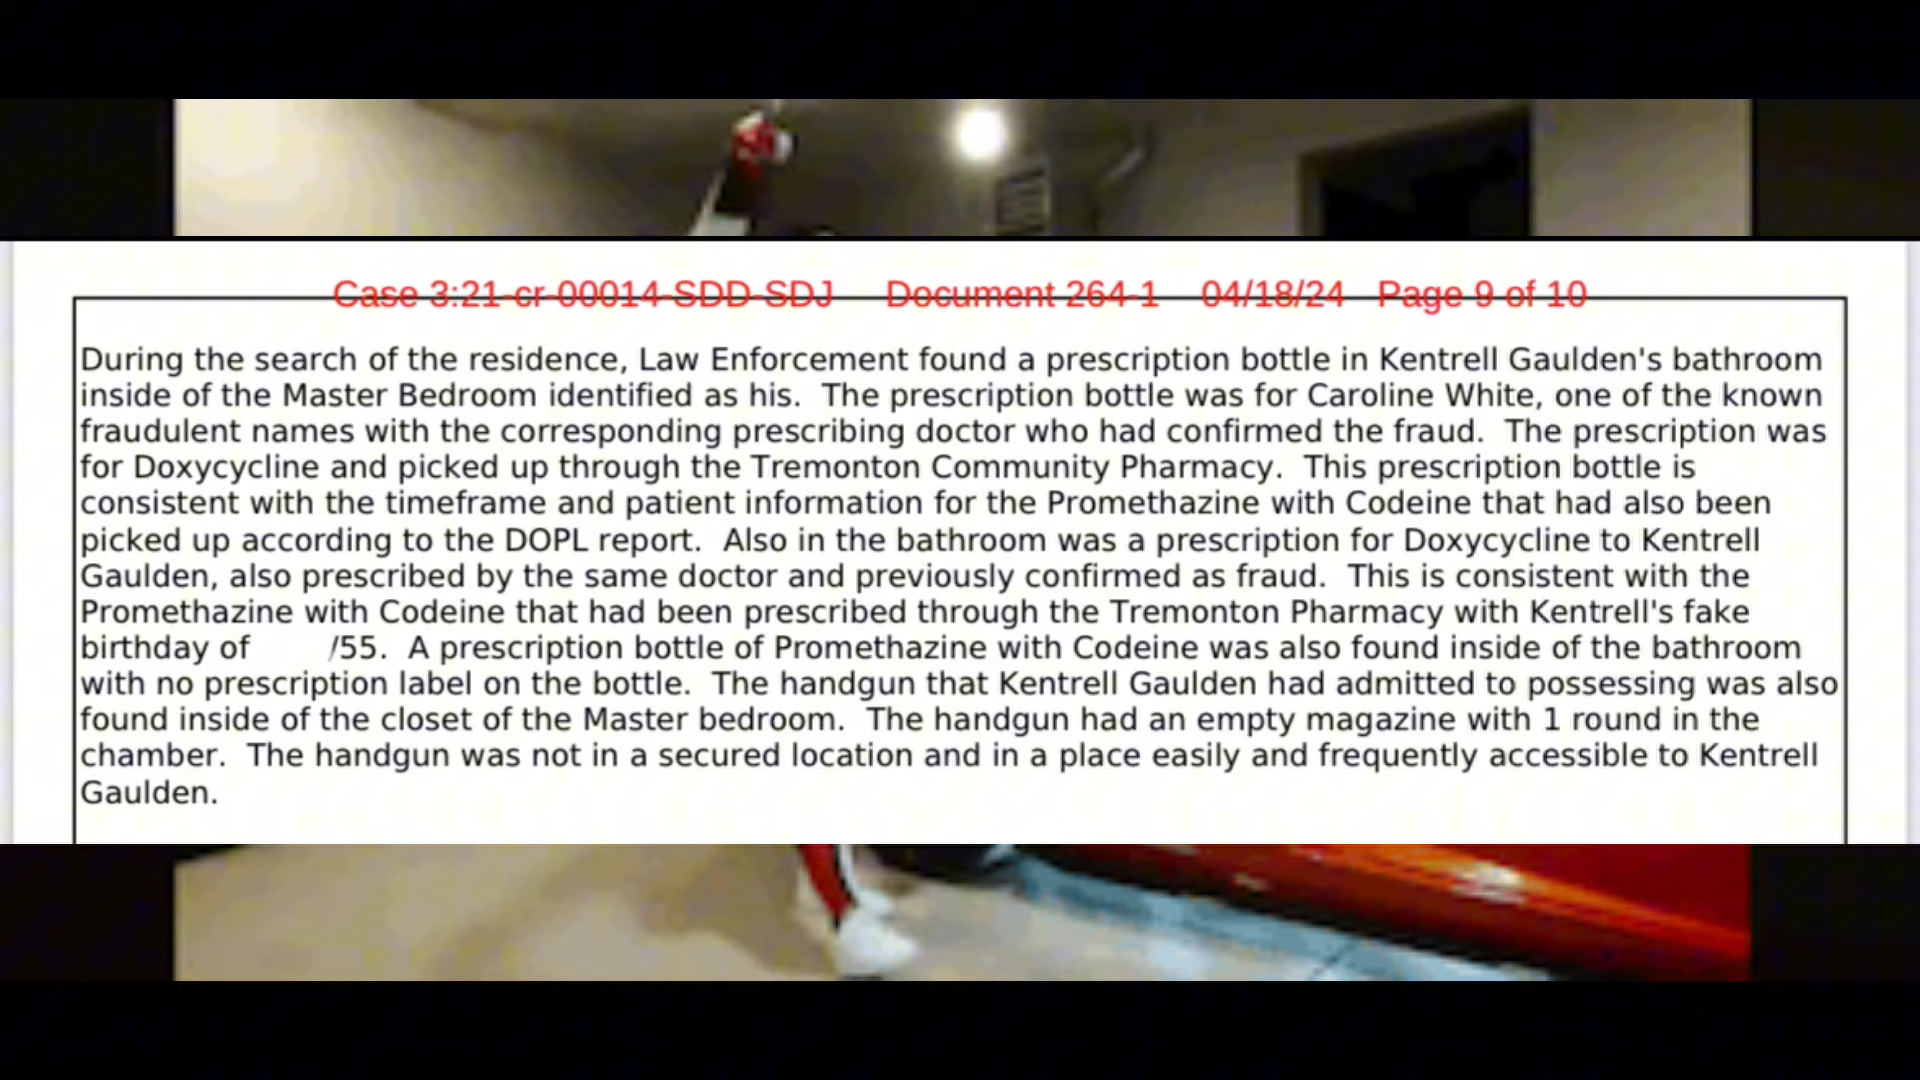 Case 3:21-cr-00014-SDD-SDJ Document 264-1 04/18/24 Page 9 of 10
During the search of the residence, Law Enforcement found a prescription bottle in Kentrell Gaulden's bathroom
inside of the Master Bedroom identified as his. The prescription bottle was for Caroline White, one of the known
fraudulent names with the corresponding prescribing doctor who had confirmed the fraud. The prescription was
for Doxycycline and picked up through the Tremonton Community Pharmacy. This prescription bottle is
consistent with the timeframe and patient information for the Promethazine with Codeine that had also been
picked up according to the DOPL report. Also in the bathroom was a prescription for Doxycycline to Kentrell
Gaulden, also prescribed by the same doctor and previously confirmed as fraud. This is consistent with the
Promethazine with Codeine that had been prescribed through the Tremonton Pharmacy with Kentrell's fake
birthday of /55. A prescription bottle of Promethazine with Codeine was also found inside of the bathroom
with no prescription label on the bottle. The handgun that Kentrell Gaulden had admitted to possessing was also
found inside of the closet of the Master bedroom. The handgun had an empty magazine with 1 round in the
chamber. The handgun was not in a secured location and in a place easily and frequently accessible to Kentrell
Gaulden.